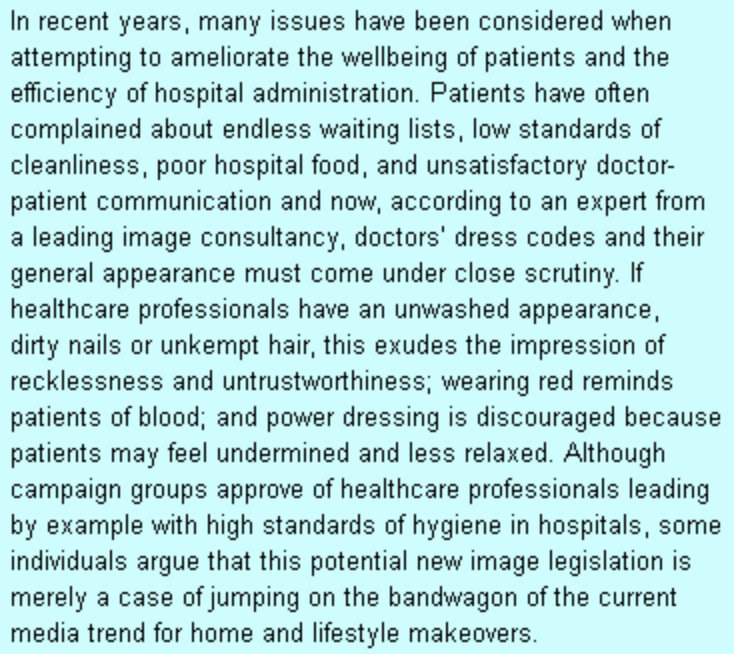 In recent years, many issues have been considered when
attempting to ameliorate the wellbeing of patients and the
efficiency of hospital administration. Patients have often
complained about endless waiting lists, low standards of
cleanliness, poor hospital food, and unsatisfactory doctor-
patient communication and now, according to an expert from
a leading image consultancy, doctors' dress codes and their
general appearance must come under close scrutiny. If
healthcare professionals have an unwashed appearance,
dirty nails or unkempt hair, this exudes the impression of
recklessness and untrustworthiness; wearing red reminds
patients of blood; and power dressing is discouraged because
patients may feel undermined and less relaxed. Although
campaign groups approve of healthcare professionals leading
by example with high standards of hygiene in hospitals, some
individuals argue that this potential new image legislation is
merely a case of jumping on the bandwagon of the current
media trend for home and lifestyle makeovers.